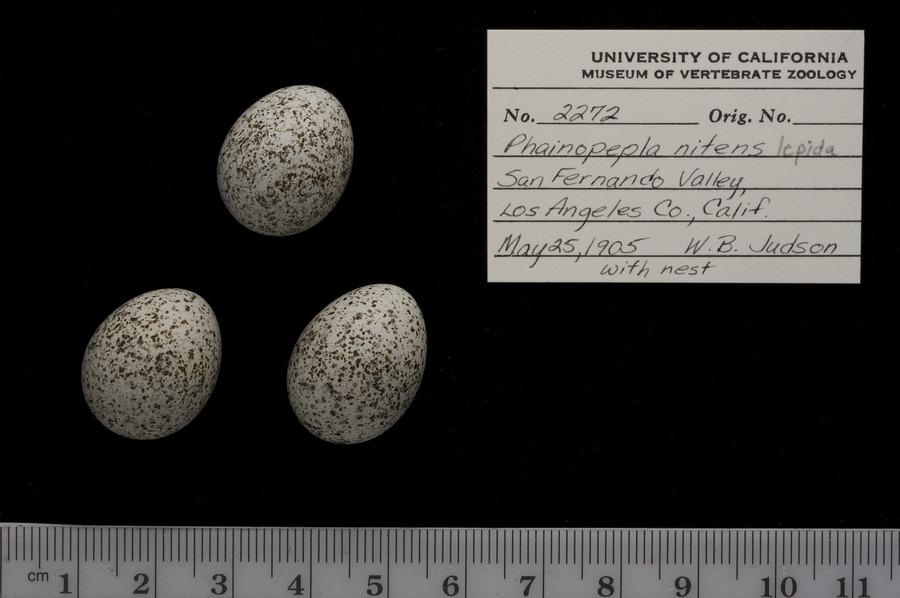 UNIVERSITY OF CALIFORNIA
MUSEUM OF VERTEBRATE ZOOLOGY
No. 2272 Orig. No.
Phainopepla nitens lepida
San Fernando Valley,
Los Angeles Co., Calif.
May 25, 1905 W.B. Judson
with nest
cm 1 2 3 4 5 6 7 8 9 10 11